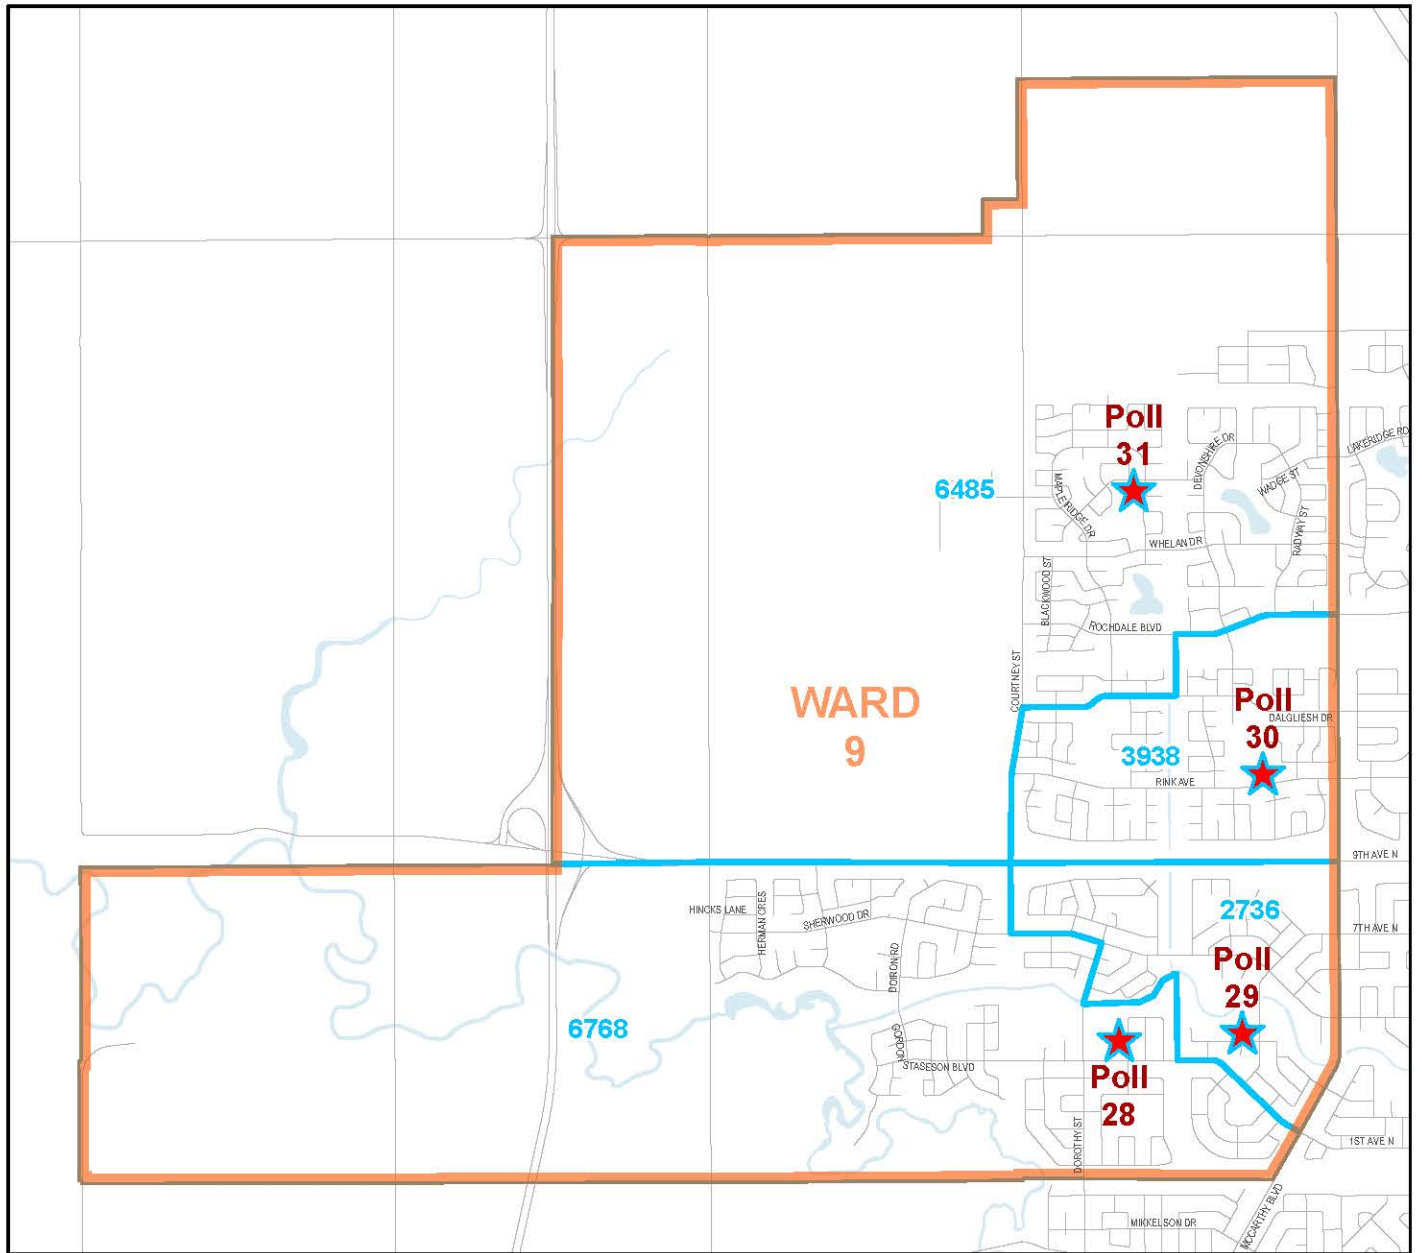 Poll
31
LAKERIDGE RD
DEVONSHIRE DR
WADGE ST
6485
MAPLE RIDGE DR
RADWAY ST
WHELAN DR
BLACKWOOD ST
ROCHDALE BLVD
COURTNEY ST
WARD
9
Poll
30
DALGLIESH DR
3938
RINK AVE
9TH AVE N
HINCKS LANE
HERMAN CRES
SHERWOOD DR
2736
7TH AVE N
DOIRON RD
Poll
29
6768
GORDON
STASESON BLVD
Poll
28
DOROTHY ST
1ST AVE N
MCCARTHY BLVD
MIKKELSON DR